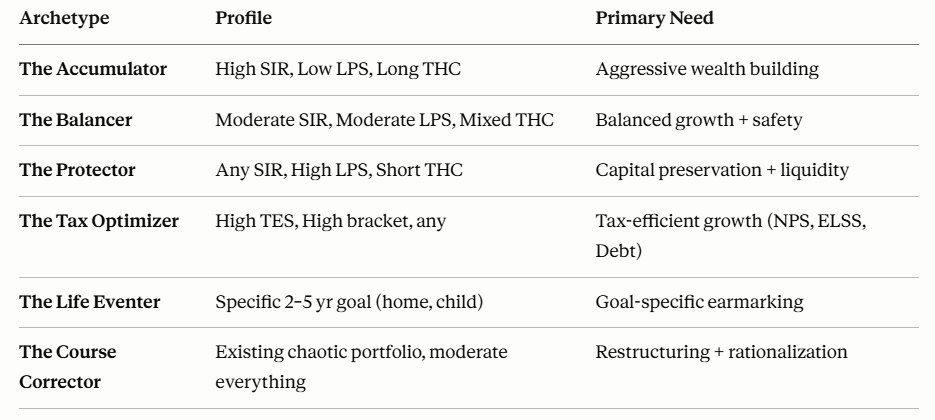 Archetype Profile Primary Need
The Accumulator High SIR, Low LPS, Long THC Aggressive wealth building
The Balancer Moderate SIR, Moderate LPS, Mixed THC Balanced growth + safety
The Protector Any SIR, High LPS, Short THC Capital preservation + liquidity
The Tax Optimizer High TES, High bracket, any Tax-efficient growth (NPS, ELSS,
Debt)
The Life Eventer Specific 2–5 yr goal (home, child) Goal-specific earmarking
The Course Existing chaotic portfolio, moderate Restructuring + rationalization
Corrector everything